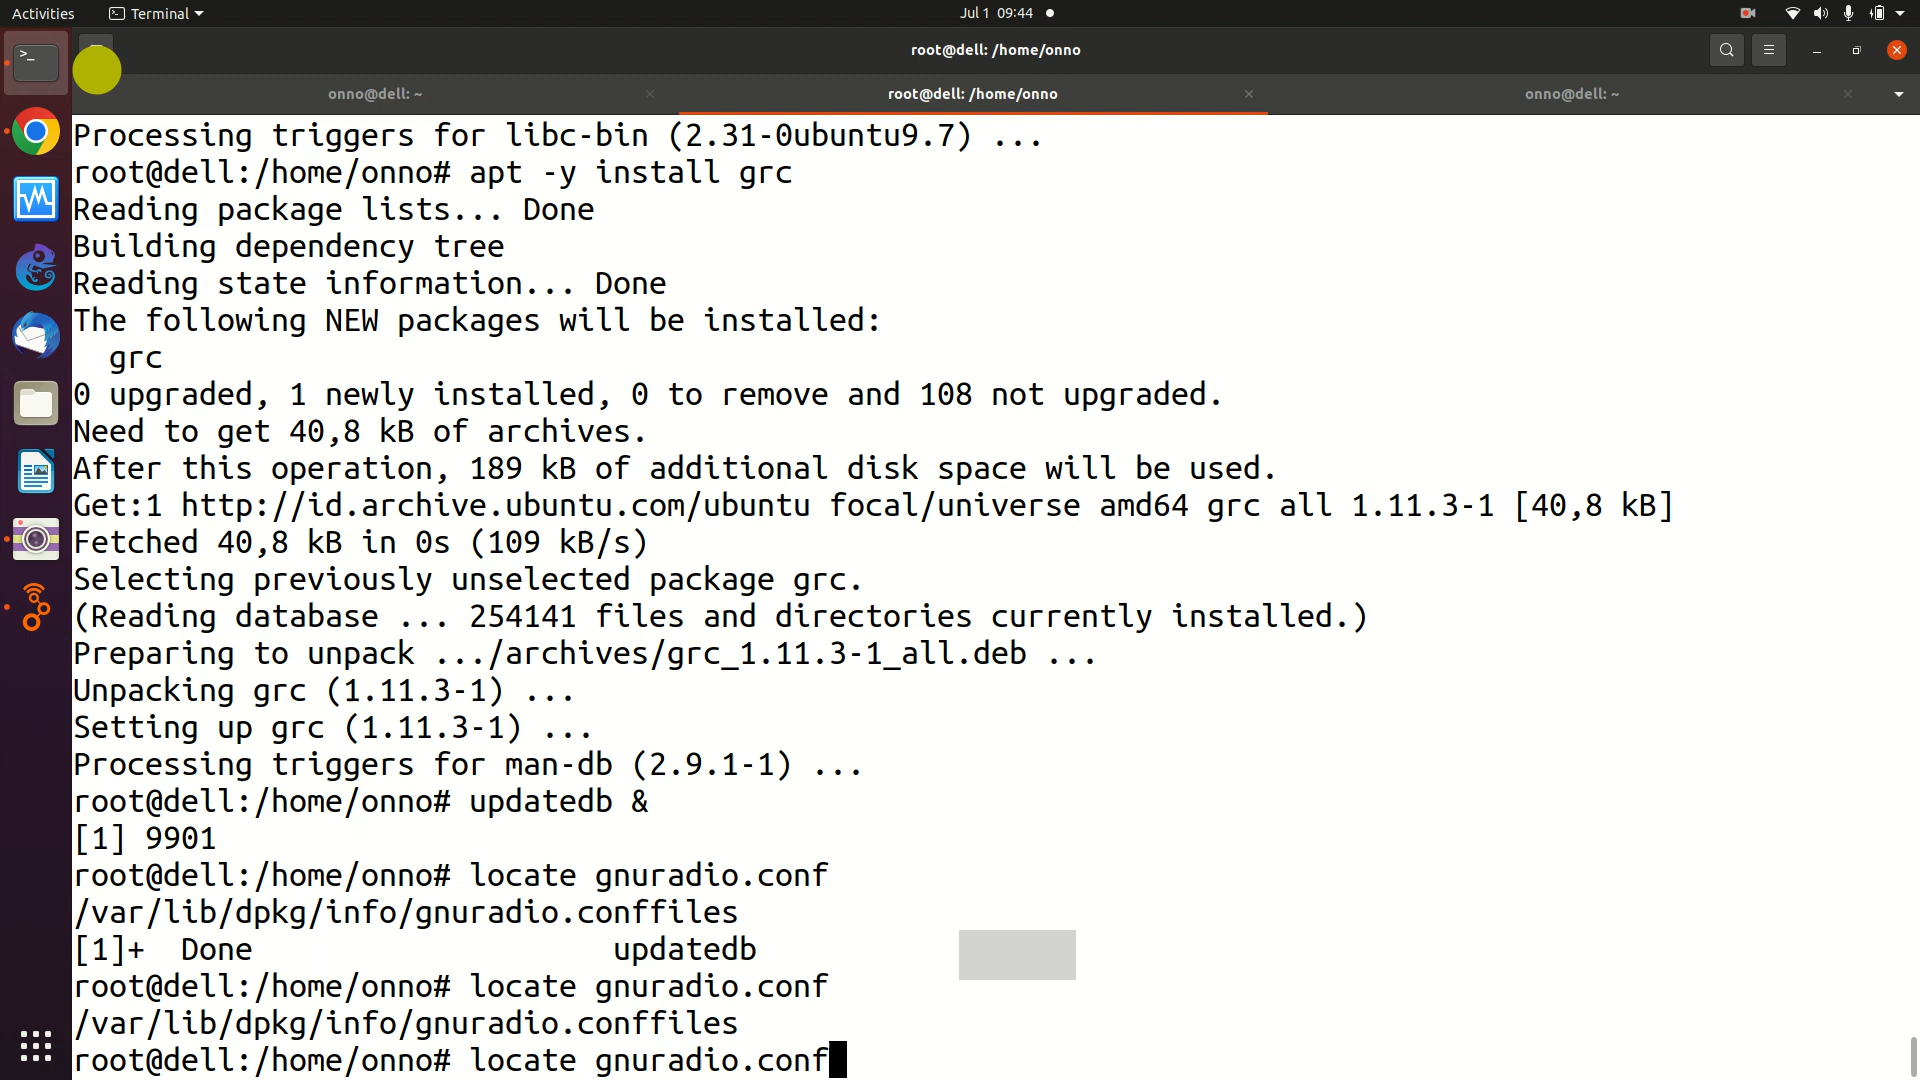 Activities Terminal Jul 1 09:44
root@dell: /home/onno
onno@dell: ~ root@dell: /home/onno onno@dell: ~
Processing triggers for libc-bin (2.31-0ubuntu9.7) ...
root@dell:/home/onno# apt -y install grc
Reading package lists... Done
Building dependency tree
Reading state information... Done
The following NEW packages will be installed:
  grc
0 upgraded, 1 newly installed, 0 to remove and 108 not upgraded.
Need to get 40,8 kB of archives.
After this operation, 189 kB of additional disk space will be used.
Get:1 http://id.archive.ubuntu.com/ubuntu focal/universe amd64 grc all 1.11.3-1 [40,8 kB]
Fetched 40,8 kB in 0s (109 kB/s)
Selecting previously unselected package grc.
(Reading database ... 254141 files and directories currently installed.)
Preparing to unpack .../archives/grc_1.11.3-1_all.deb ...
Unpacking grc (1.11.3-1) ...
Setting up grc (1.11.3-1) ...
Processing triggers for man-db (2.9.1-1) ...
root@dell:/home/onno# updatedb &
[1] 9901
root@dell:/home/onno# locate gnuradio.conf
/var/lib/dpkg/info/gnuradio.conffiles
[1]+  Done                    updatedb
root@dell:/home/onno# locate gnuradio.conf
/var/lib/dpkg/info/gnuradio.conffiles
root@dell:/home/onno# locate gnuradio.conf